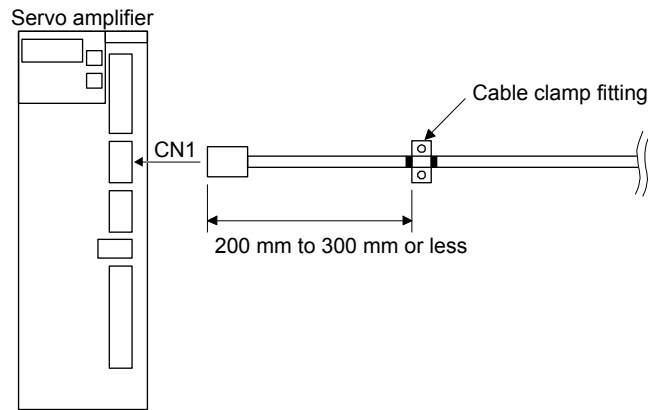 Servo amplifier
Cable clamp fitting
CN1
200 mm to 300 mm or less